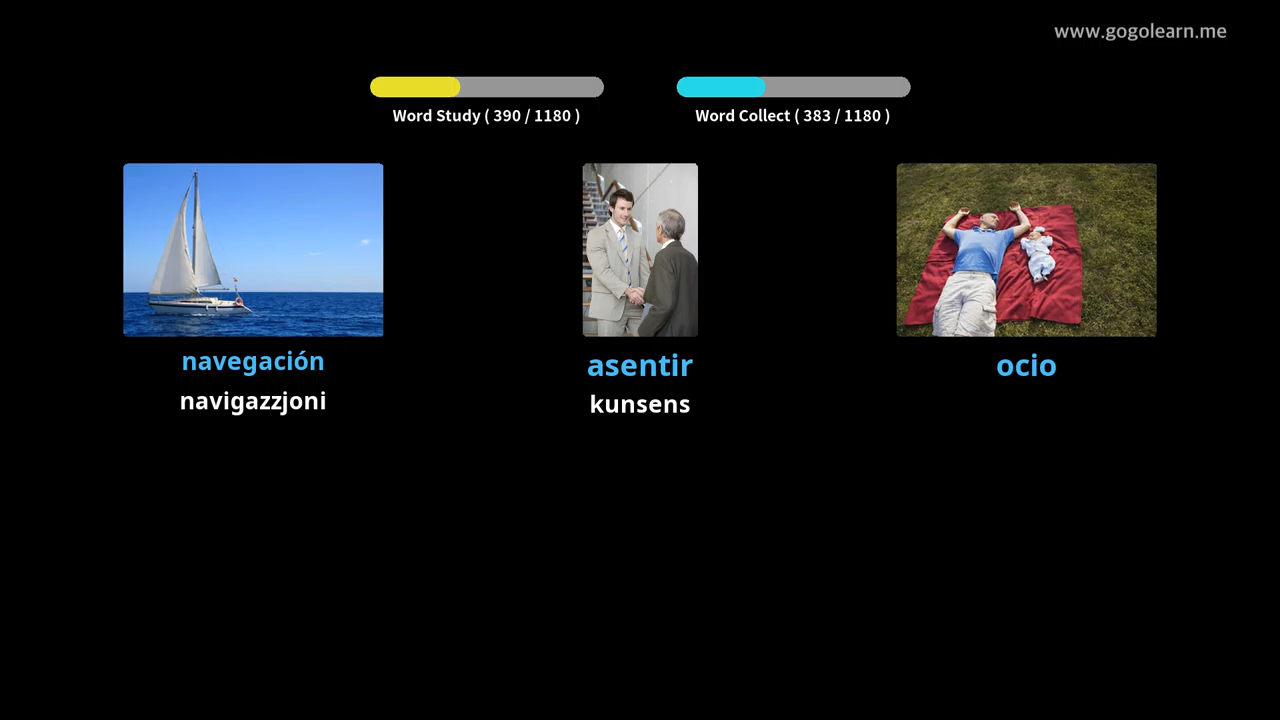 www.gogolearn.me
Word Study ( 390 / 1180 )
Word Collect ( 383 / 1180 )
navegación
asentir
ocio
navigazzjoni
kunsens